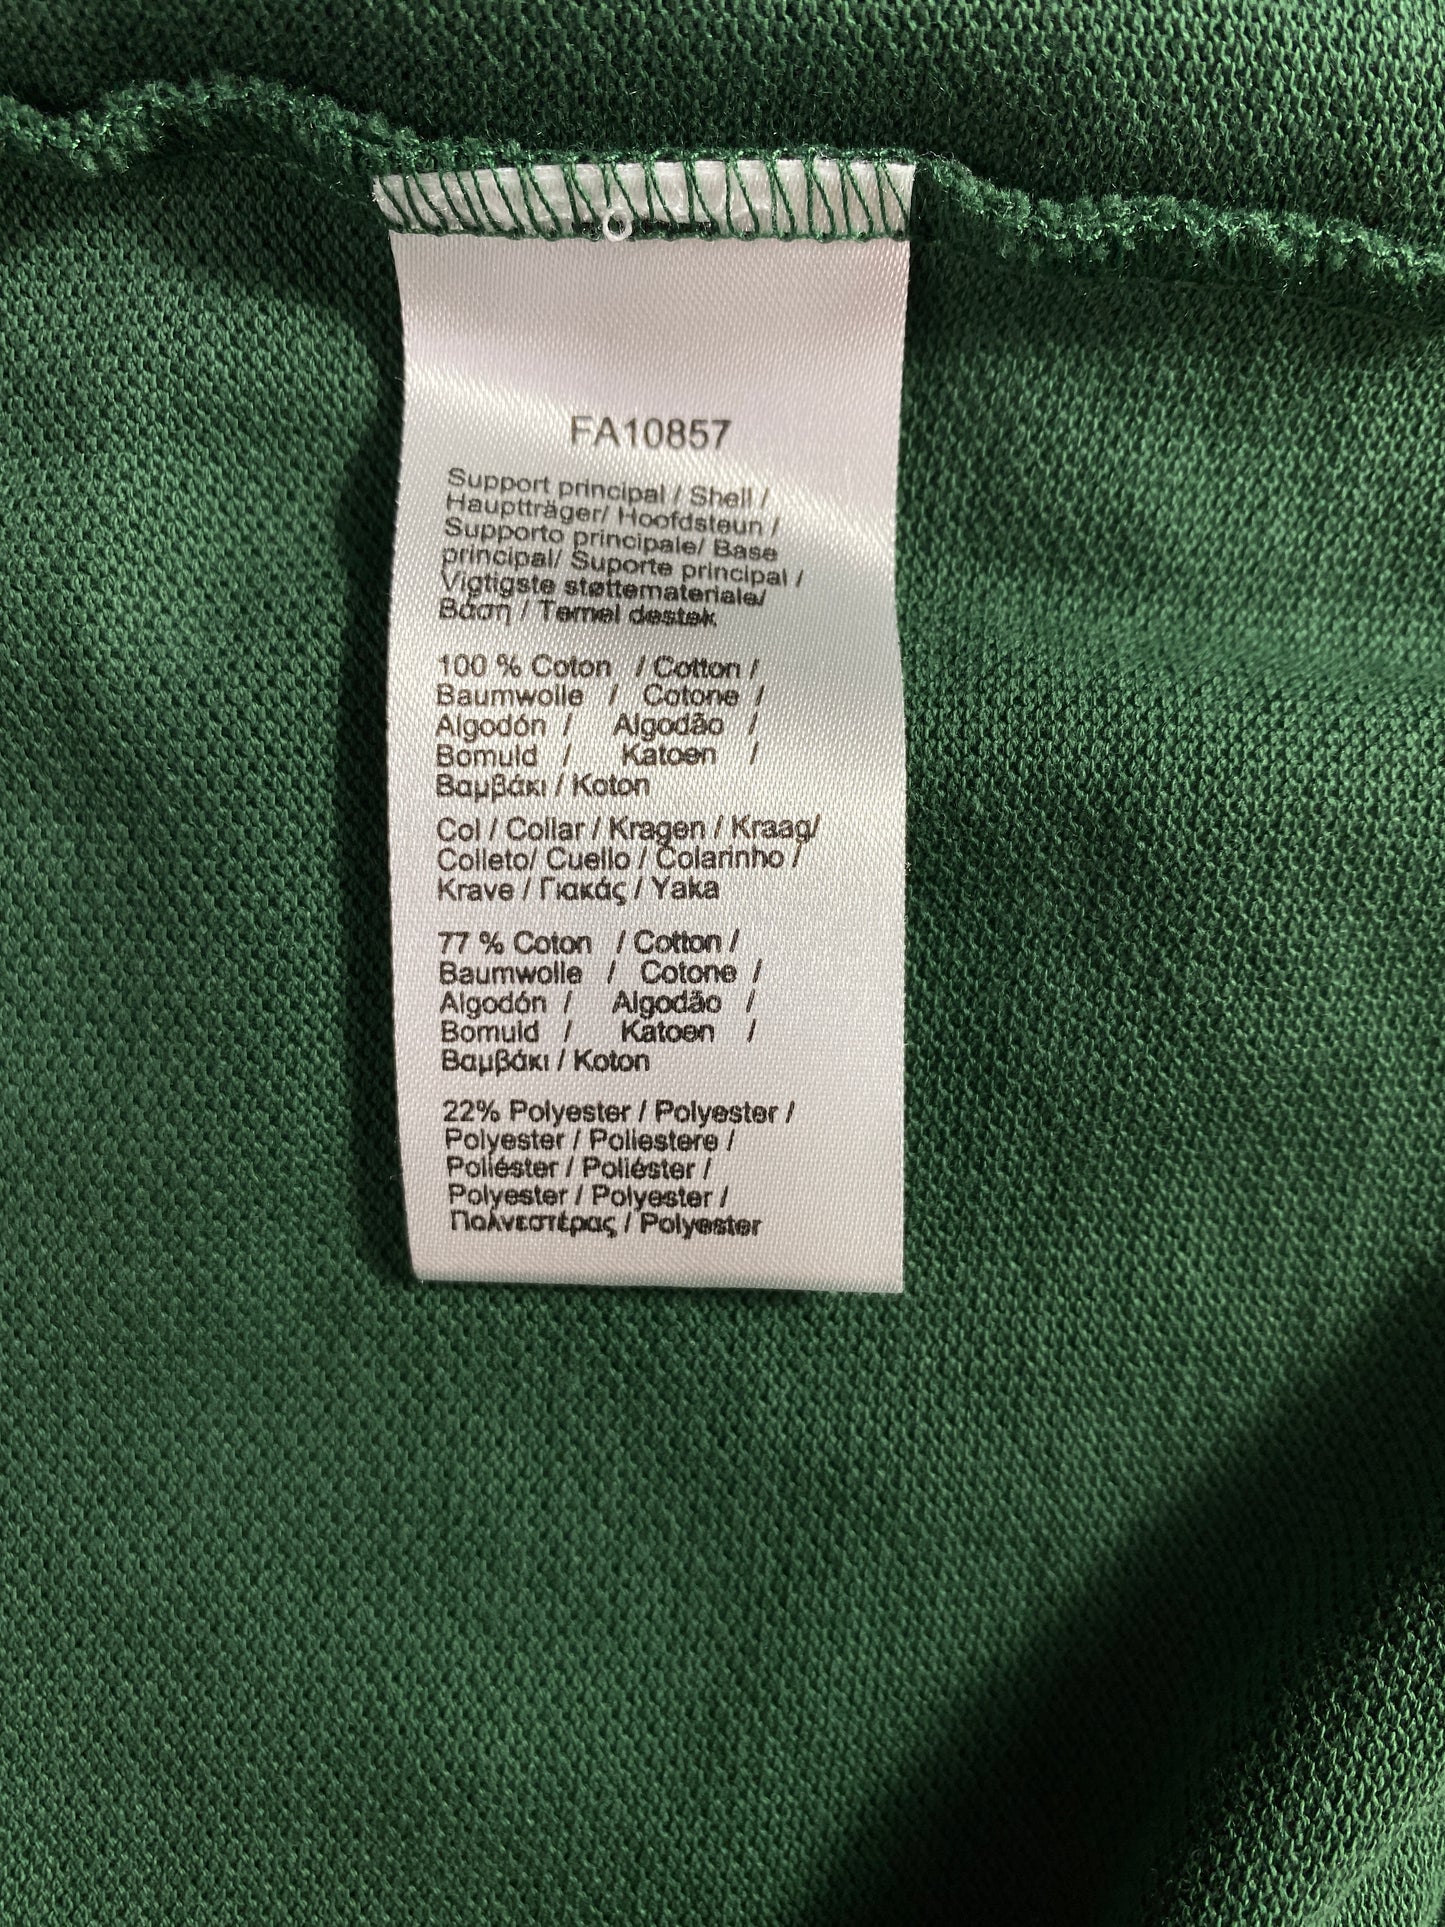 FA10857
Support principal / Shell /
Hauptträger/ Hoofdsteun /
Supporto principale/ Base
principal/ Suporte principal /
Vigtigste støttemateriale/
Βάση / Temel destek
100 % Coton / Cotton /
Baumwolle / Cotone /
Algodón / Algodão /
Bomuld / Katoen /
Βαμβάκι / Koton
Col / Collar / Kragen / Kraag/
Colleto/ Cuello / Colarinho /
Krave / Γιακάς / Yaka
77 % Coton / Cotton /
Baumwolle / Cotone /
Algodón / Algodão /
Bomuld / Katoen /
Βαμβάκι / Koton
22% Polyester / Polyester /
Polyester / Poliestere /
Poliéster / Poliéster /
Polyester / Polyester /
Πολνεστέρας / Polyester